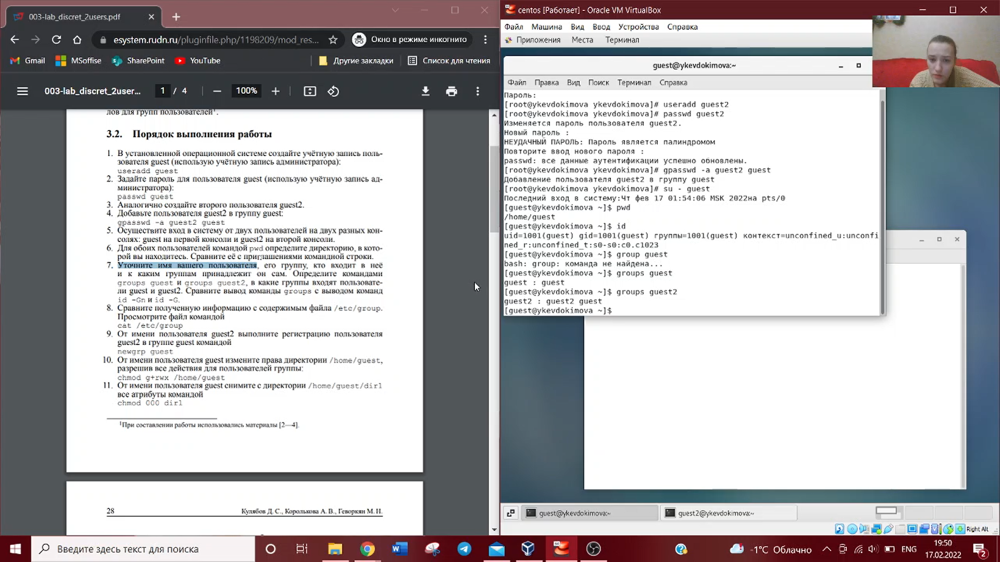 003-lab_discret_2users.pdf
esystem.rudn.ru/pluginfile.php/1198209/mod_res...
Окно в режиме инкогнито
Gmail
MSoffise
SharePoint
YouTube
Другие закладки
Список для чтения
003-lab_discret_2user...
1 / 4
100%
лов для групп пользователей¹.
3.2. Порядок выполнения работы
1. В установленной операционной системе создайте учётную запись поль-
зователя guest (использую учётную запись администратора):
useradd guest
2. Задайте пароль для пользователя guest (использую учётную запись ад-
министратора):
passwd guest
3. Аналогично создайте второго пользователя guest2.
4. Добавьте пользователя guest2 в группу guest:
gpasswd -a guest2 guest
5. Осуществите вход в систему от двух пользователей на двух разных кон-
солях: guest на первой консоли и guest2 на второй консоли.
6. Для обоих пользователей командой pwd определите директорию, в кото-
рой вы находитесь. Сравните её с приглашениями командной строки.
7. Уточните имя вашего пользователя, его группу, кто входит в неё
и к каким группам принадлежит он сам. Определите командами
groups guest и groups guest2, в какие группы входят пользовате-
ли guest и guest2. Сравните вывод команды groups с выводом команд
id -Gn и id -G.
8. Сравните полученную информацию с содержимым файла /etc/group.
Просмотрите файл командой
cat /etc/group
9. От имени пользователя guest2 выполните регистрацию пользователя
guest2 в группе guest командой
newgrp guest
10. От имени пользователя guest измените права директории /home/guest,
разрешив все действия для пользователей группы:
chmod g+rwx /home/guest
11. От имени пользователя guest снимите с директории /home/guest/dir1
все атрибуты командой
chmod 000 dir1
¹При составлении работы использовались материалы [2—4].
28
Кулябов Д. С., Королькова А. В., Геворкян М. Н.
centos [Работает] - Oracle VM VirtualBox
Файл Машина Вид Ввод Устройства Справка
Приложения Места Терминал
guest@ykevdokimova:~
Файл Правка Вид Поиск Терминал Справка
Пароль:
[root@ykevdokimova ykevdokimova]# useradd guest2
[root@ykevdokimova ykevdokimova]# passwd guest2
Изменяется пароль пользователя guest2.
Новый пароль :
НЕУДАЧНЫЙ ПАРОЛЬ: Пароль является палиндромом
Повторите ввод нового пароля :
passwd: все данные аутентификации успешно обновлены.
[root@ykevdokimova ykevdokimova]# gpasswd -a guest2 guest
Добавление пользователя guest2 в группу guest
[root@ykevdokimova ykevdokimova]# su - guest
Последний вход в систему:Чт фев 17 01:54:06 MSK 2022на pts/0
[guest@ykevdokimova ~]$ pwd
/home/guest
[guest@ykevdokimova ~]$ id
uid=1001(guest) gid=1001(guest) группы=1001(guest) контекст=unconfined_u:unconfi
ned_r:unconfined_t:s0-s0:c0.c1023
[guest@ykevdokimova ~]$ group guest
bash: group: команда не найдена...
[guest@ykevdokimova ~]$ groups guest
guest : guest
[guest@ykevdokimova ~]$ groups guest2
guest2 : guest2 guest
[guest@ykevdokimova ~]$
guest@ykevdokimova:~
guest2@ykevdokimova:~
Right Alt
Введите здесь текст для поиска
-1°C Облачно
ENG
19:50
17.02.2022
2